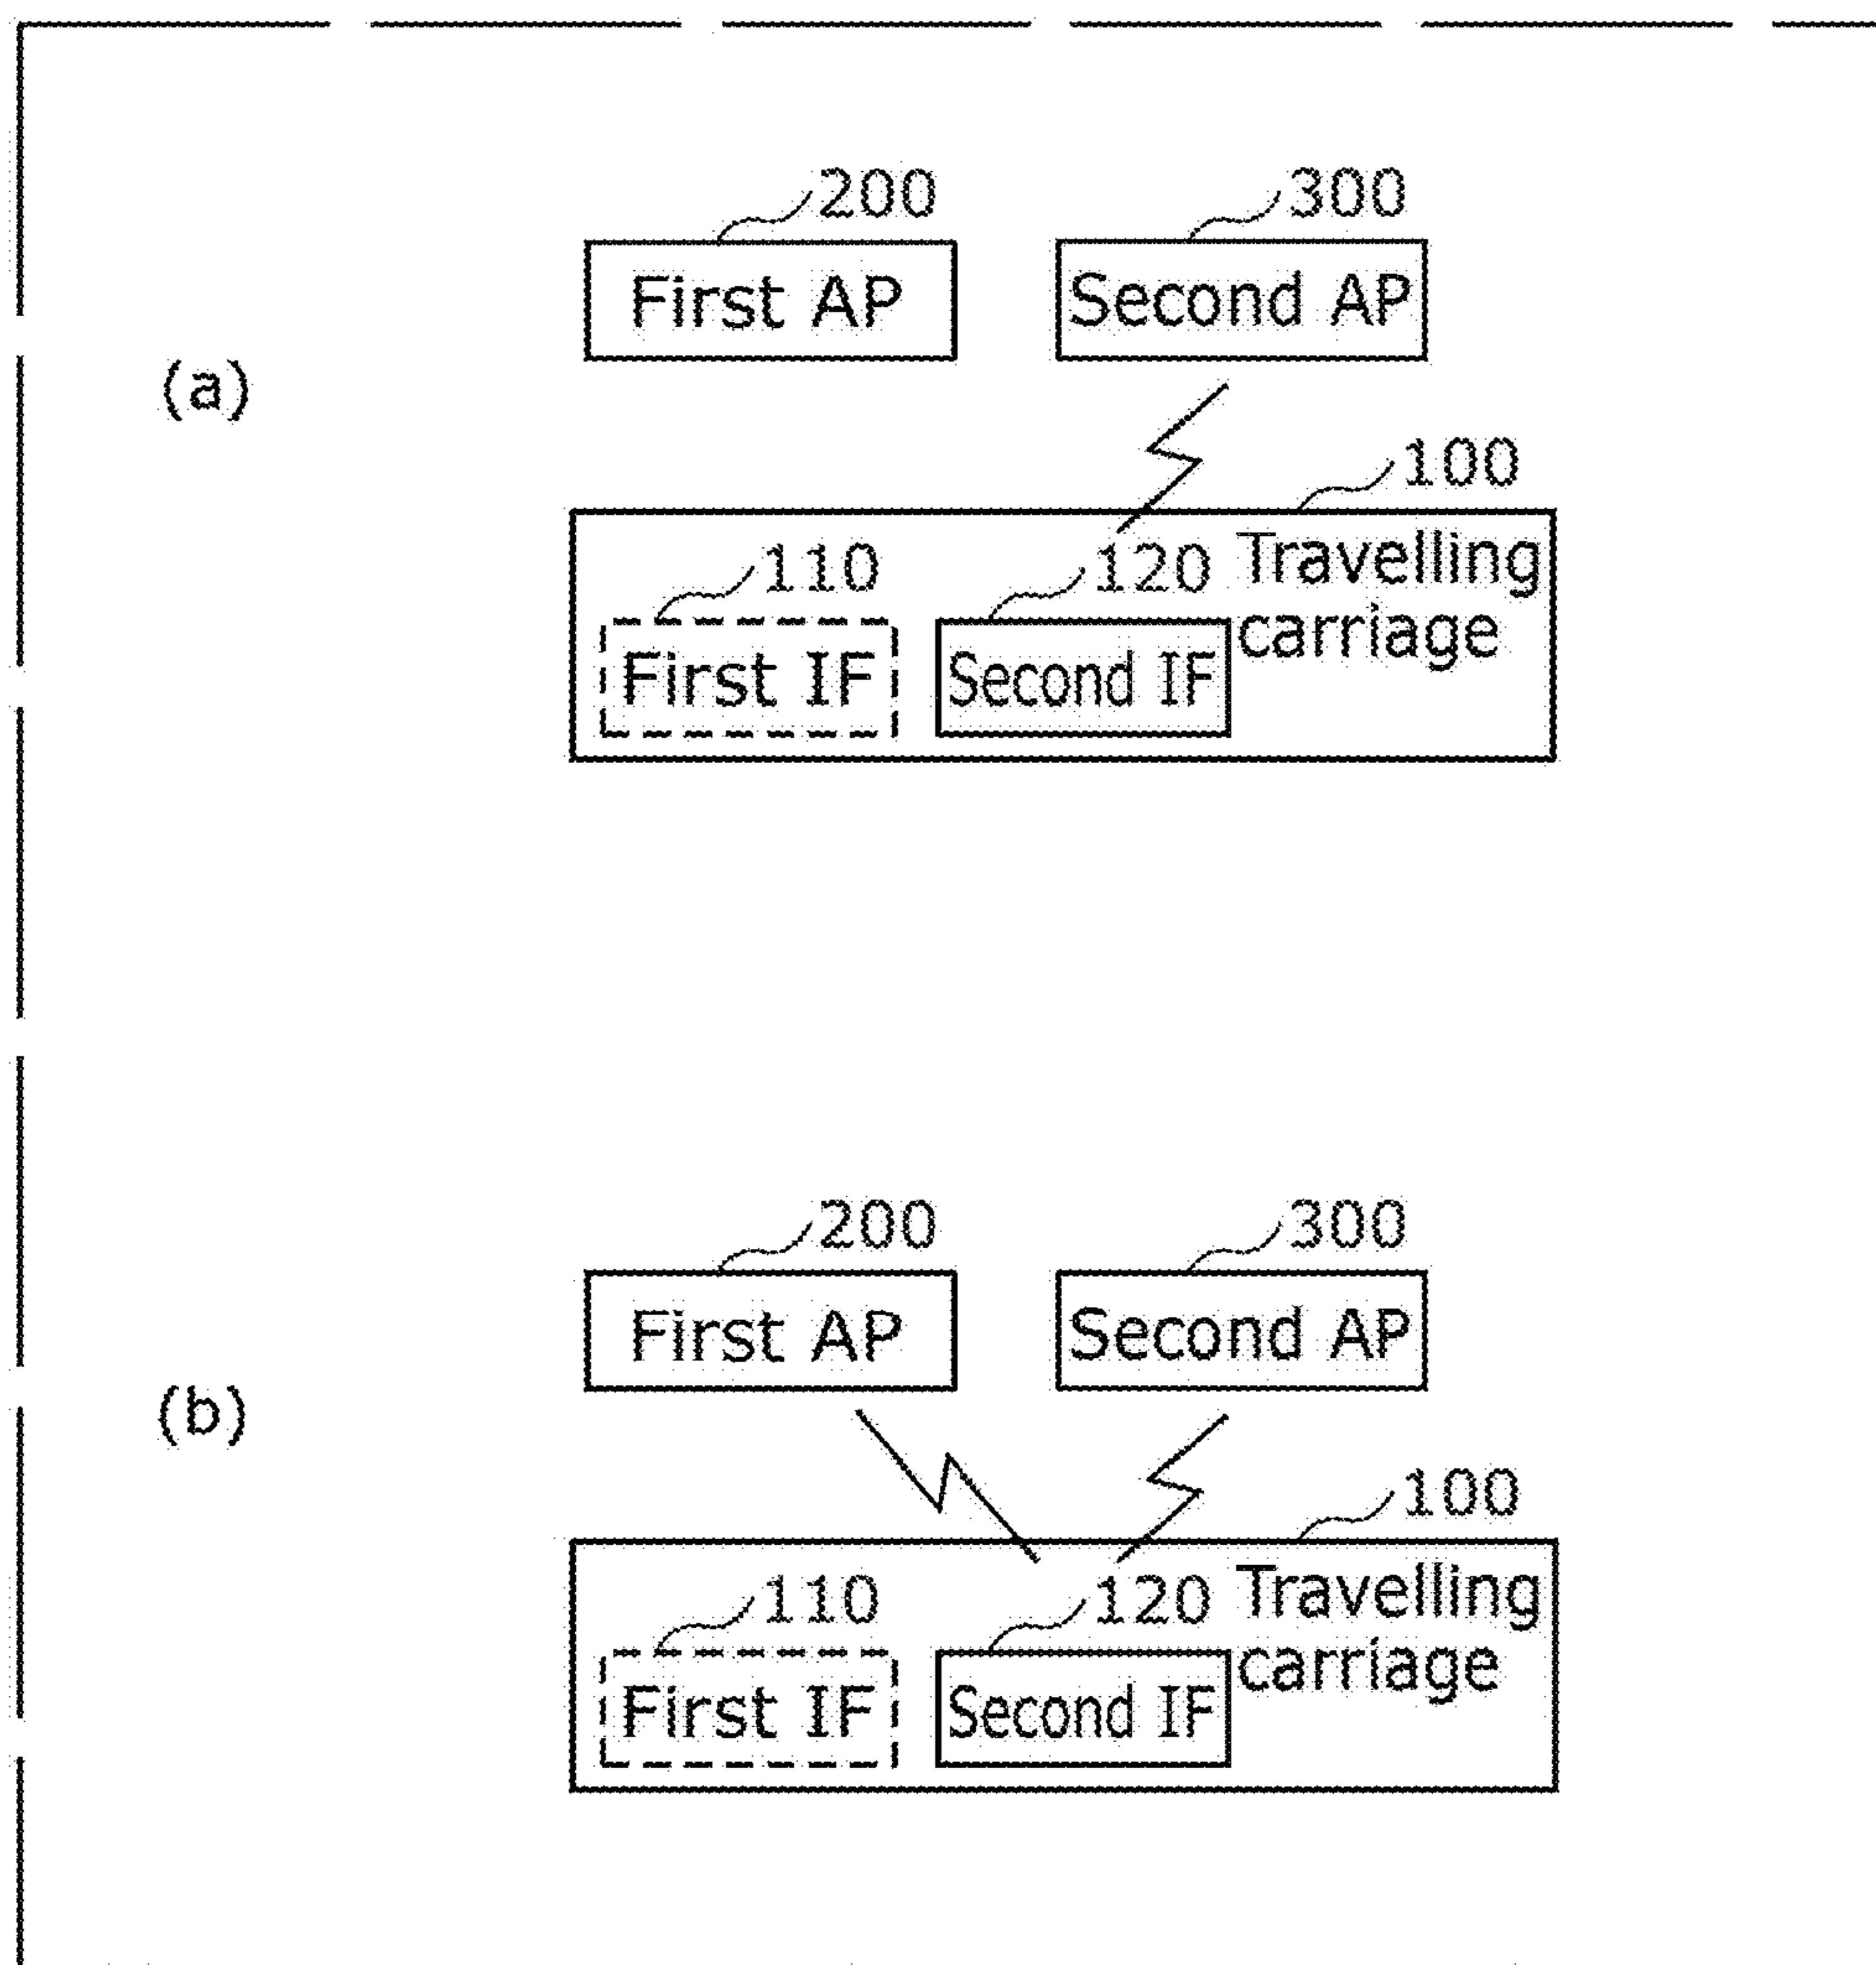 200 300
First AP Second AP
(a)
100
110 120 Travelling
carriage
First IF Second IF
200 300
First AP Second AP
(b)
100
110 120 Travelling
carriage
First IF Second IF